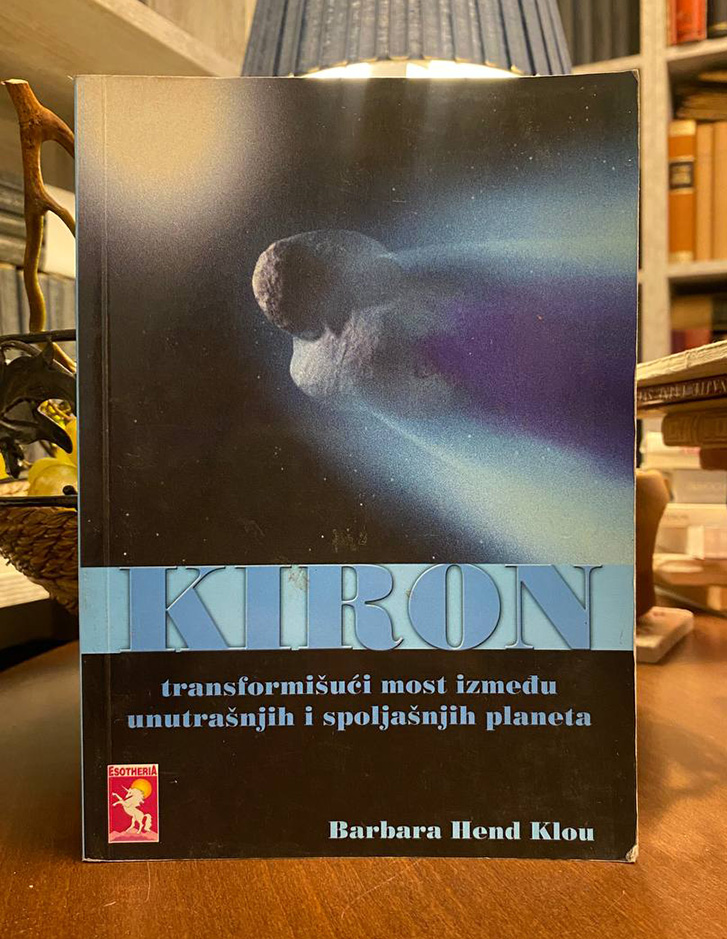 KIRON
transformišući most između
unutrašnjih i spoljašnjih planeta
ESOTHERIA
Barbara Hend Klou